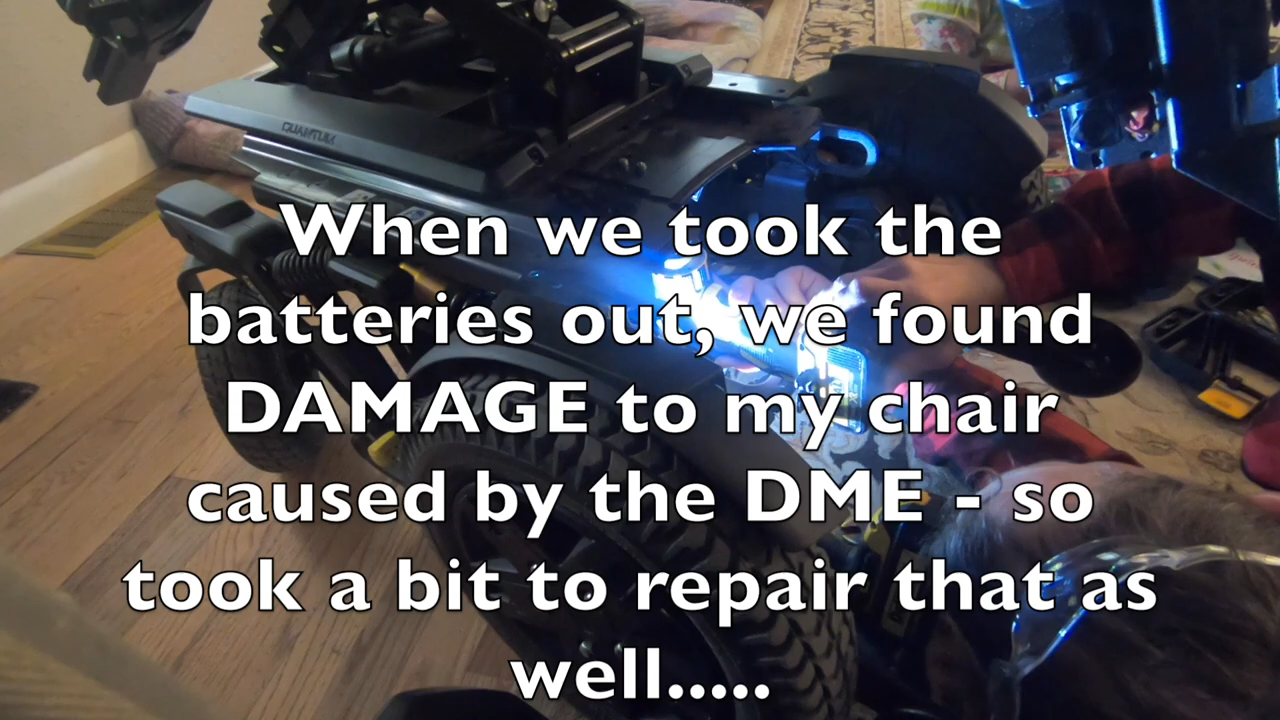 QUANTUM
When we took the
batteries out, we found
DAMAGE to my chair
caused by the DME - so
took a bit to repair that as
well.....